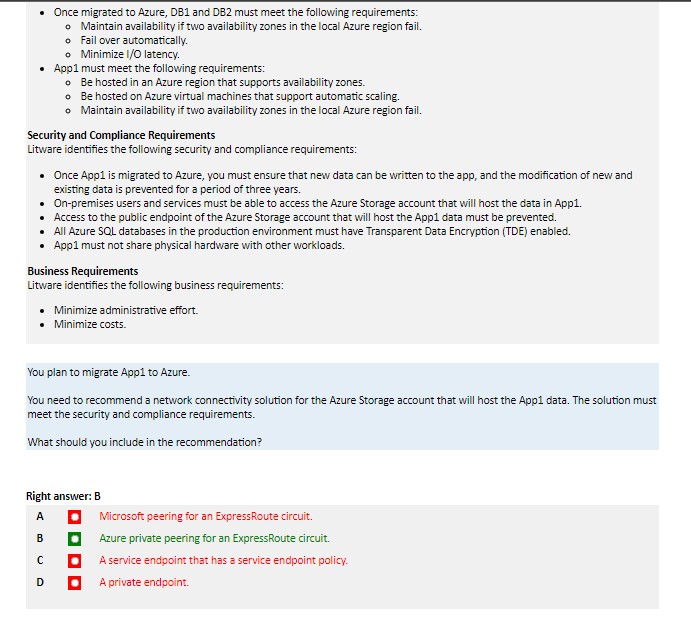 • Once migrated to Azure, DB1 and DB2 must meet the following requirements:
o Maintain availability if two availability zones in the local Azure region fail.
o Fail over automatically.
o Minimize I/O latency.
• App1 must meet the following requirements:
o Be hosted in an Azure region that supports availability zones.
o Be hosted on Azure virtual machines that support automatic scaling.
o Maintain availability if two availability zones in the local Azure region fail.
Security and Compliance Requirements
Litware identifies the following security and compliance requirements:
• Once App1 is migrated to Azure, you must ensure that new data can be written to the app, and the modification of new and
existing data is prevented for a period of three years.
• On-premises users and services must be able to access the Azure Storage account that will host the data in App1.
• Access to the public endpoint of the Azure Storage account that will host the App1 data must be prevented.
• All Azure SQL databases in the production environment must have Transparent Data Encryption (TDE) enabled.
• App1 must not share physical hardware with other workloads.
Business Requirements
Litware identifies the following business requirements:
• Minimize administrative effort.
• Minimize costs.
You plan to migrate App1 to Azure.
You need to recommend a network connectivity solution for the Azure Storage account that will host the App1 data. The solution must
meet the security and compliance requirements.
What should you include in the recommendation?
Right answer: B
A Microsoft peering for an ExpressRoute circuit.
B Azure private peering for an ExpressRoute circuit.
C A service endpoint that has a service endpoint policy.
D A private endpoint.